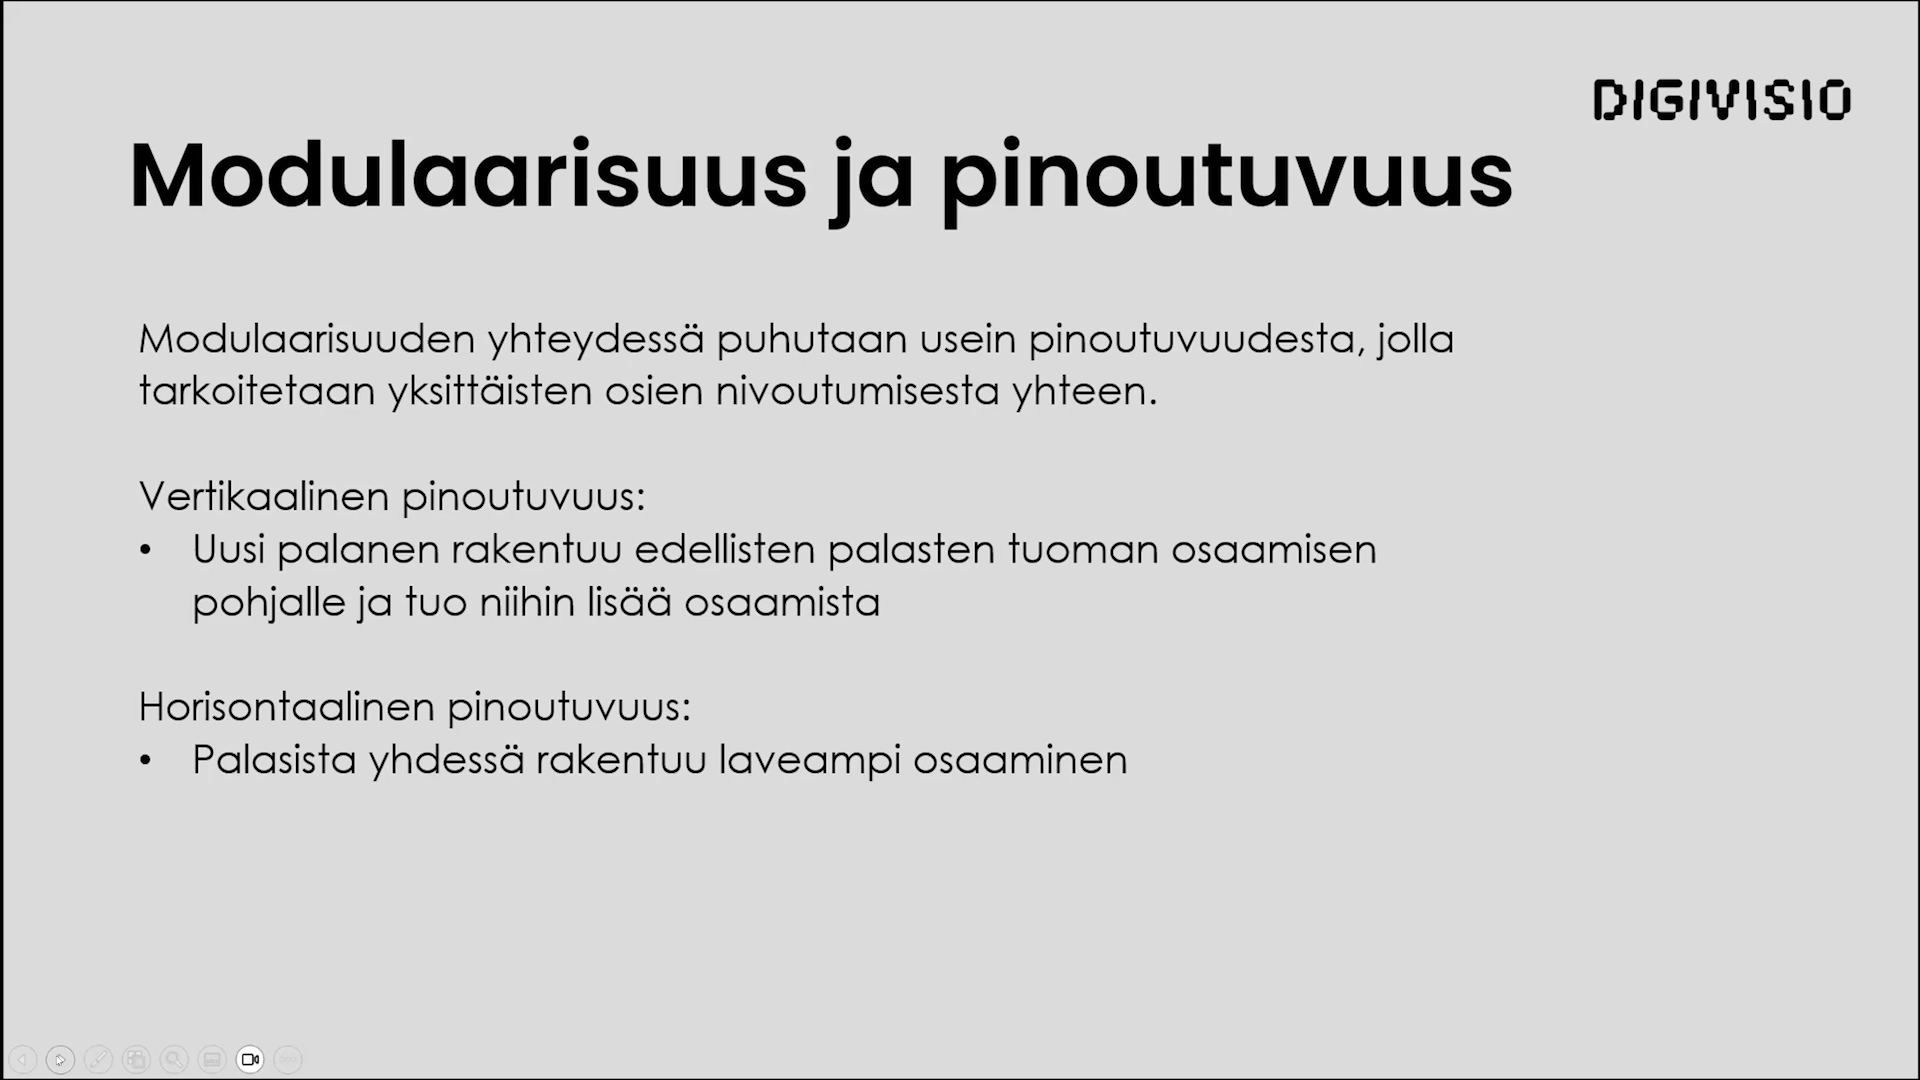 DIGIVISIO
Modulaarisuus ja pinoutuvuus
Modulaarisuuden yhteydessä puhutaan usein pinoutuvuudesta, jolla
tarkoitetaan yksittäisten osien nivoutumisesta yhteen.
Vertikaalinen pinoutuvuus:
• Uusi palanen rakentuu edellisten palasten tuoman osaamisen
pohjalle ja tuo niihin lisää osaamista
Horisontaalinen pinoutuvuus:
• Palasista yhdessä rakentuu laveampi osaaminen